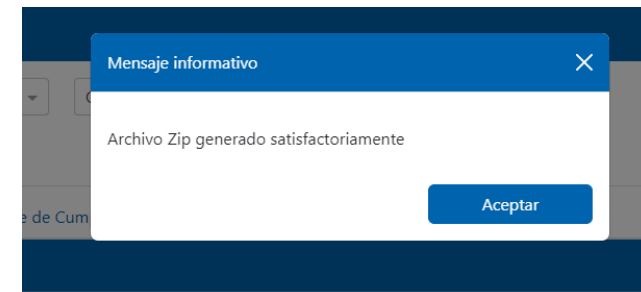 Mensaje informativo
Archivo Zip generado satisfactoriamente
Aceptar
e de Cum